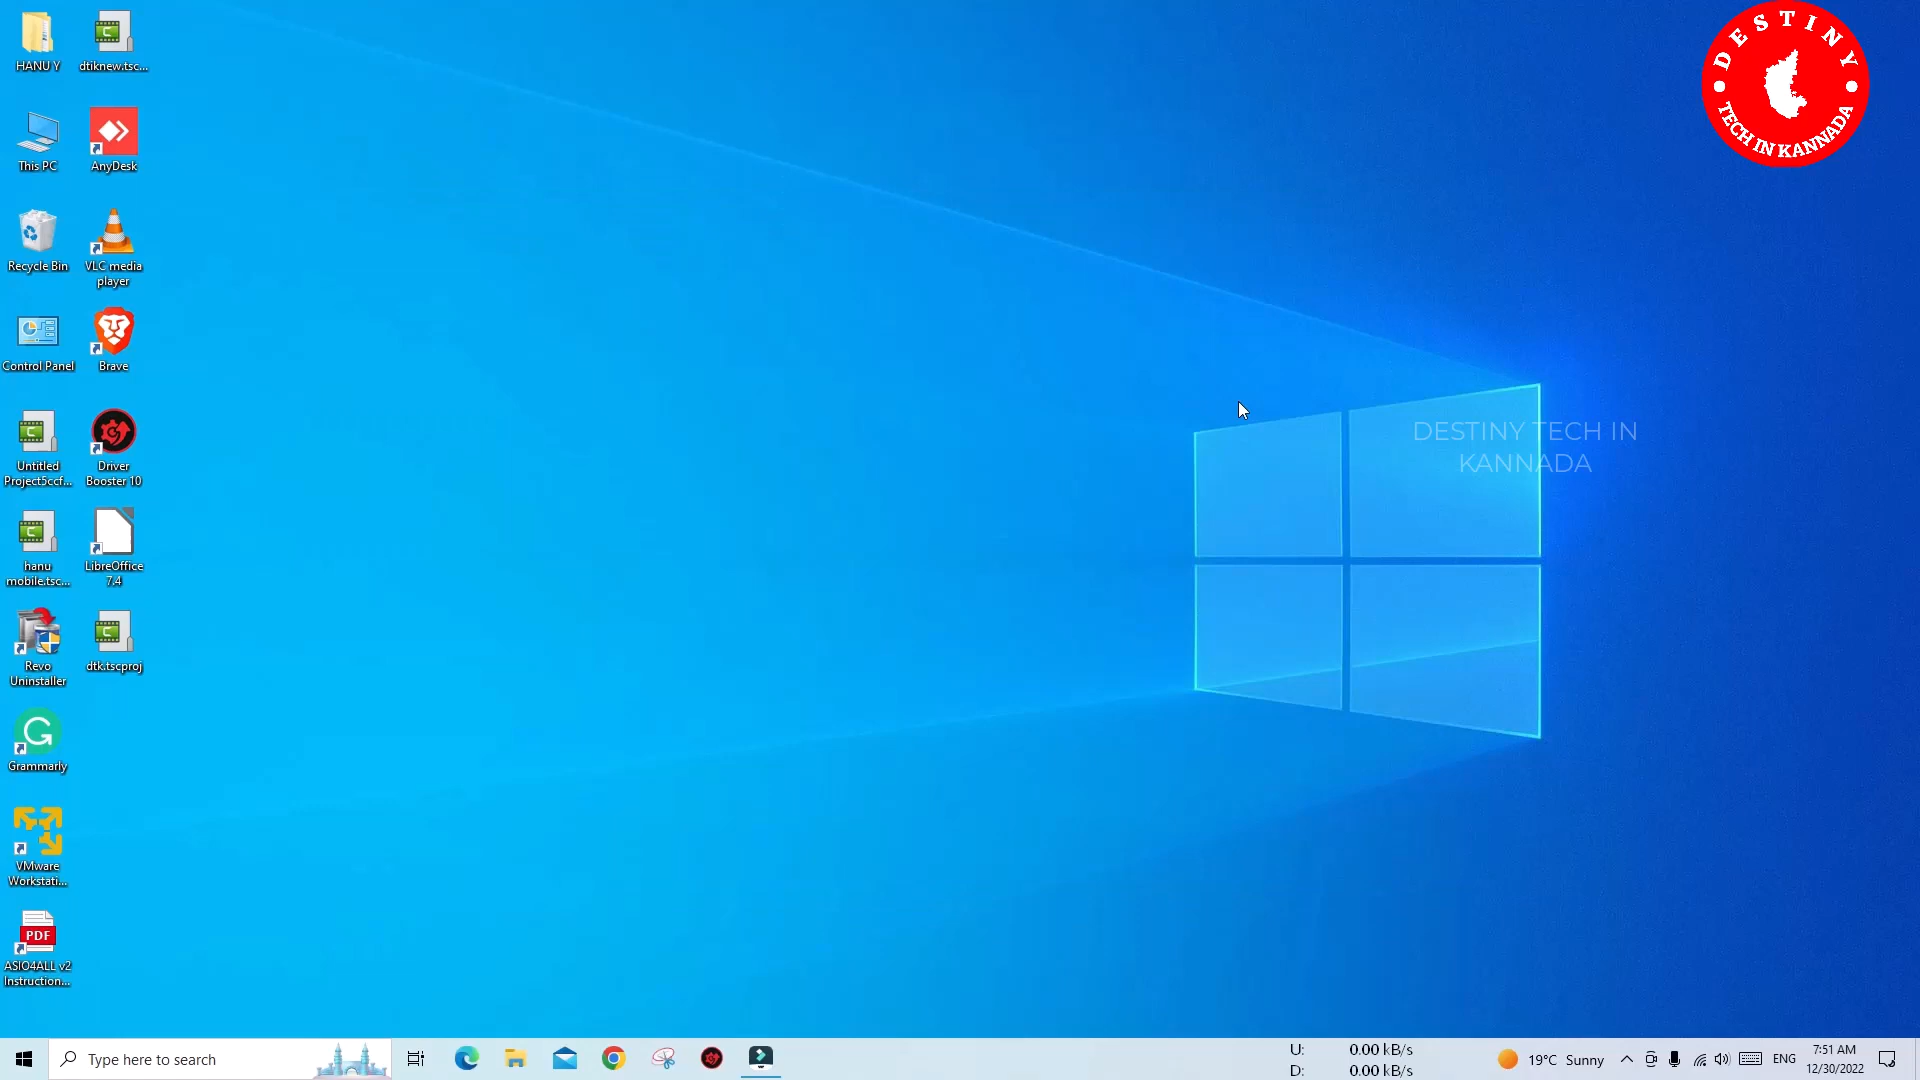 HANU Y
dtiknew.tsc...
This PC
AnyDesk
Recycle Bin
VLC media
player
Control Panel
Brave
Untitled
Project5ccf...
Driver
Booster 10
hanu
mobile.tsc...
LibreOffice
7.4
Revo
Uninstaller
dtk.tscproj
Grammarly
VMware
Workstati...
PDF
ASIO4ALL v2
Instruction...
DESTINY
TECH IN KANNADA
DESTINY TECH IN
KANNADA
Type here to search
U: 0.00 kB/s
D: 0.00 kB/s
19°C Sunny
ENG
7:51 AM
12/30/2022